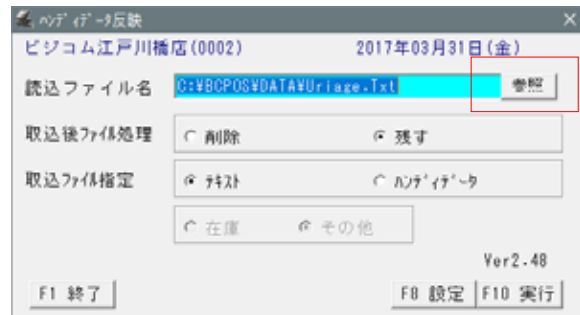 ﾊﾝﾃﾞｨﾃﾞｰﾀ反映
ビジコム江戸川橋店(0002) 2017年03月31日(金)
読込ファイル名 C:¥BCPOS¥DATA¥Uriage.Txt 参照
取込後ﾌｧｲﾙ処理 削除 残す
取込ﾌｧｲﾙ指定 ﾃｷｽﾄ ﾊﾝﾃﾞｨﾃﾞｰﾀ
在庫 その他
Ver2.48
F1 終了 F8 設定 F10 実行